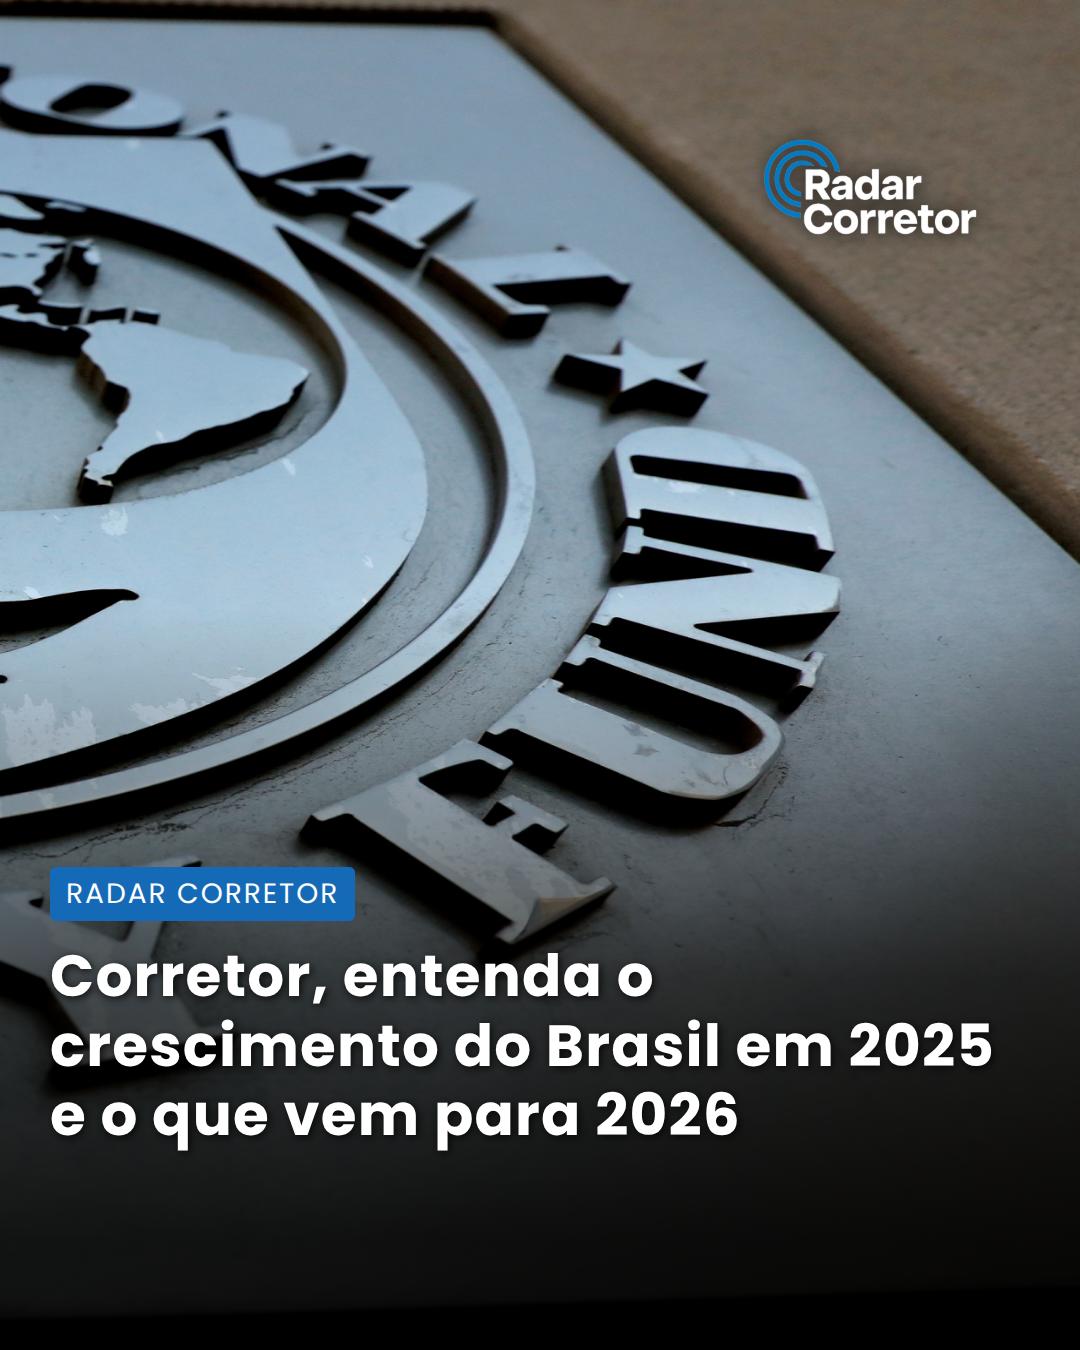 Radar
Corretor
FUND
RADAR CORRETOR
Corretor, entenda o
crescimento do Brasil em 2025
e o que vem para 2026